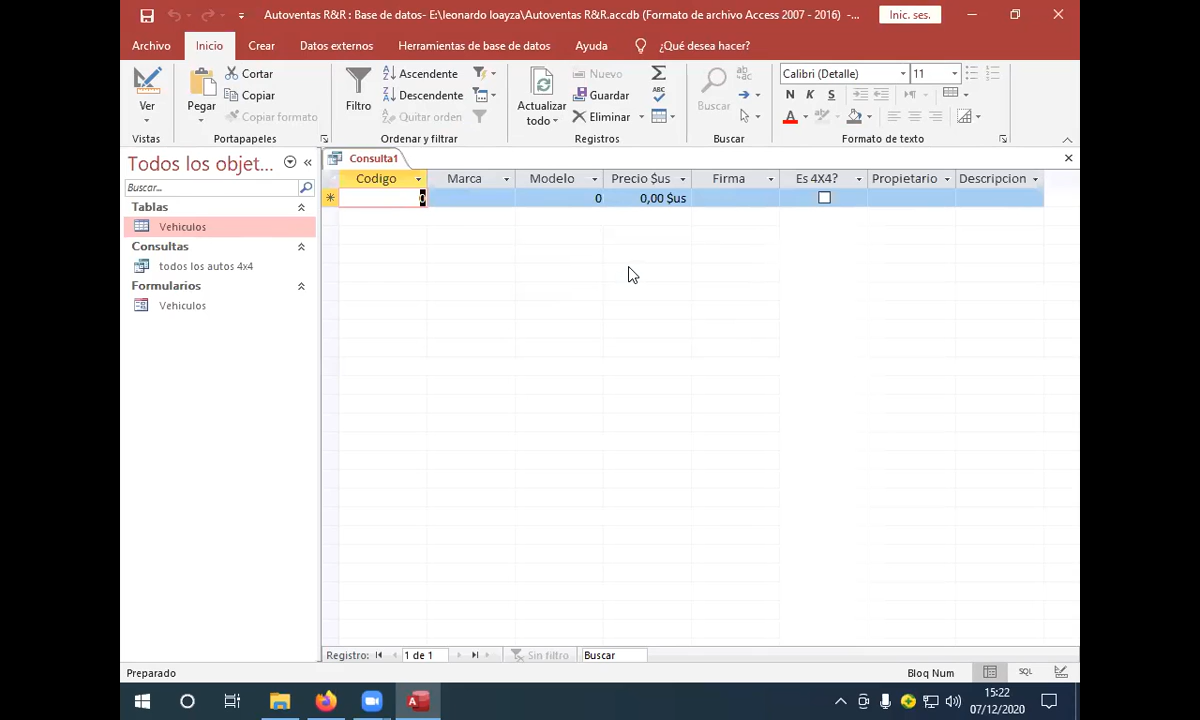 Autoventas R&R : Base de datos- E:\leonardo loayza\Autoventas R&R.accdb (Formato de archivo Access 2007 - 2016) -...
Inic. ses.
Archivo
Inicio
Crear
Datos externos
Herramientas de base de datos
Ayuda
¿Qué desea hacer?
Ver
Vistas
Pegar
Cortar
Copiar
Copiar formato
Portapapeles
Filtro
Ascendente
Descendente
Quitar orden
Ordenar y filtrar
Actualizar
todo
Nuevo
Guardar
Eliminar
Registros
Buscar
Buscar
Calibri (Detalle)
11
N K S
Formato de texto
Todos los objet...
Buscar...
Tablas
Vehiculos
Consultas
todos los autos 4x4
Formularios
Vehiculos
Consulta1
Codigo Marca Modelo Precio $us Firma Es 4X4? Propietario Descripcion
0 0 0,00 $us
Registro: 1 de 1 Sin filtro Buscar
Preparado
Bloq Num
SQL
15:22
07/12/2020